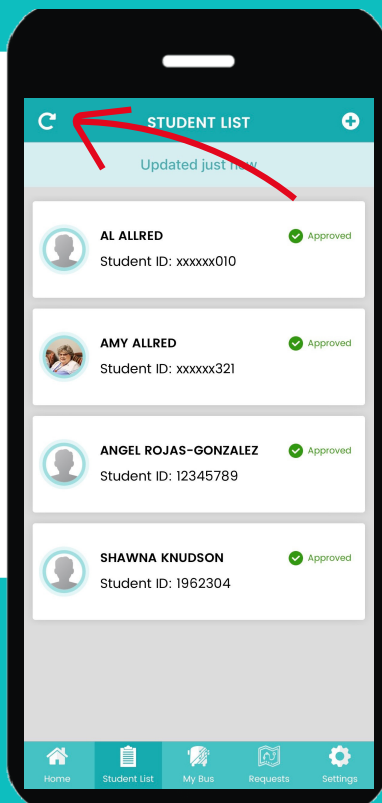 STUDENT LIST
Updated just now
AL ALLRED
Approved
Student ID: xxxxxx010
AMY ALLRED
Approved
Student ID: xxxxxx321
ANGEL ROJAS-GONZALEZ
Approved
Student ID: 12345789
SHAWNA KNUDSON
Approved
Student ID: 1962304
Home Student List My Bus Requests Settings